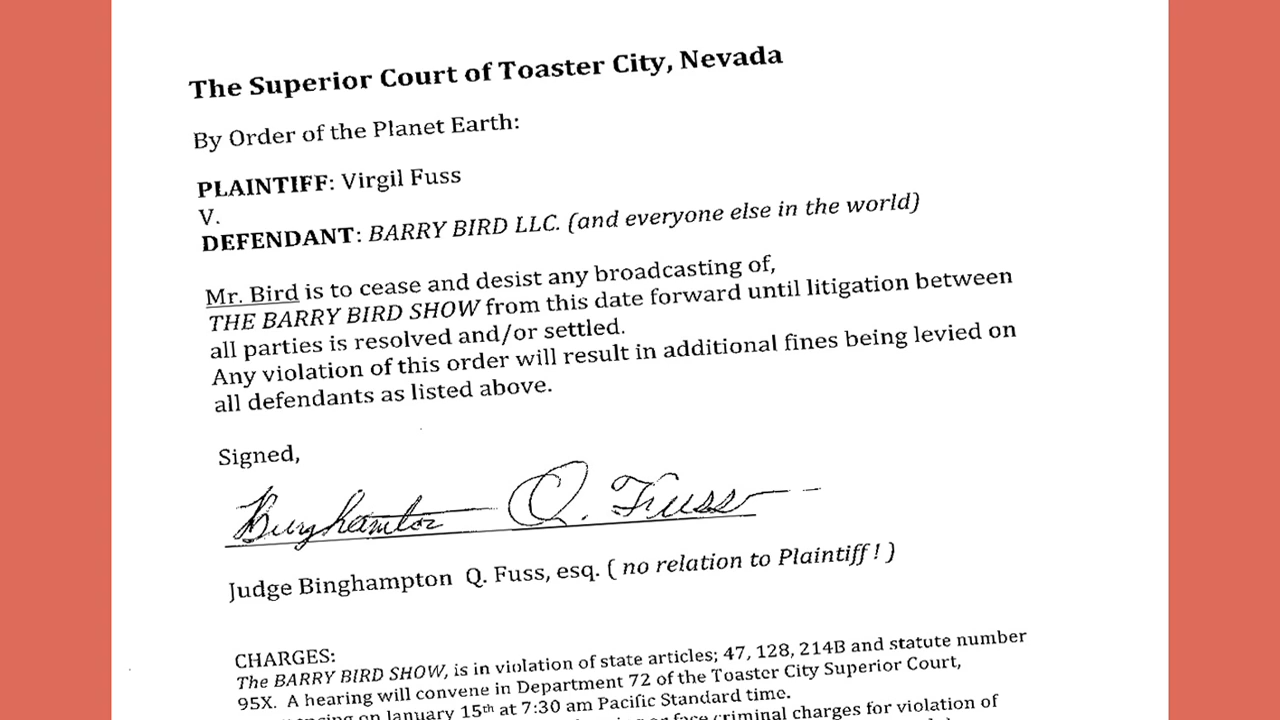 The Superior Court of Toaster City, Nevada
By Order of the Planet Earth:
PLAINTIFF: Virgil Fuss
V.
DEFENDANT: BARRY BIRD LLC. (and everyone else in the world)
Mr. Bird is to cease and desist any broadcasting of,
THE BARRY BIRD SHOW from this date forward until litigation between
all parties is resolved and/or settled.
Any violation of this order will result in additional fines being levied on
all defendants as listed above.
Signed,
Binghamton Q. Fuss
Judge Binghampton Q. Fuss, esq. ( no relation to Plaintiff! )
CHARGES:
The BARRY BIRD SHOW, is in violation of state articles; 47, 128, 214B and statute number
95X. A hearing will convene in Department 72 of the Toaster City Superior Court,
on January 15th at 7:30 am Pacific Standard time.
or face criminal charges for violation of